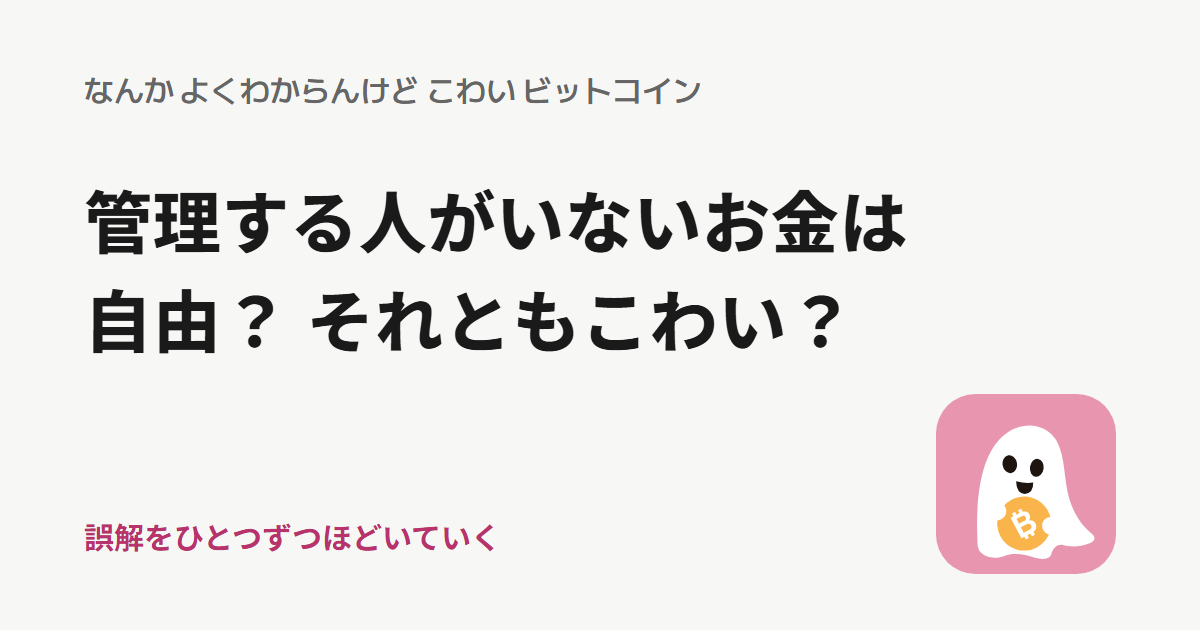 なんか よくわからんけど こわい ビットコイン
管理する人がいないお金は
自由？ それともこわい？
誤解をひとつずつほどいていく